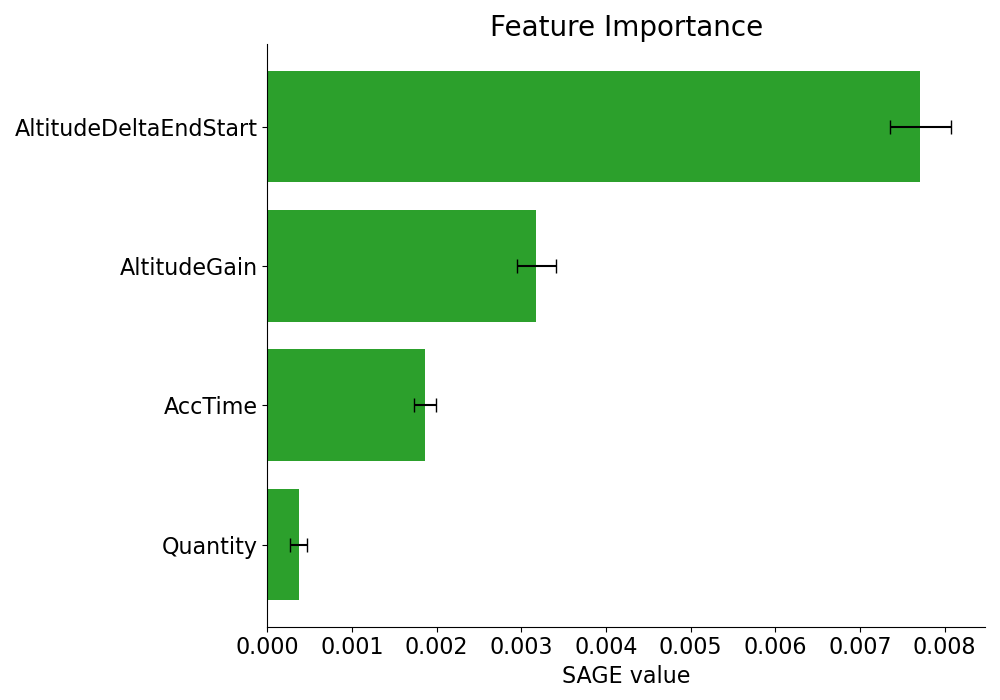 Feature Importance
AltitudeDeltaEndStart
AltitudeGain
AccTime
Quantity
0.000 0.001 0.002 0.003 0.004 0.005 0.006 0.007 0.008
SAGE value